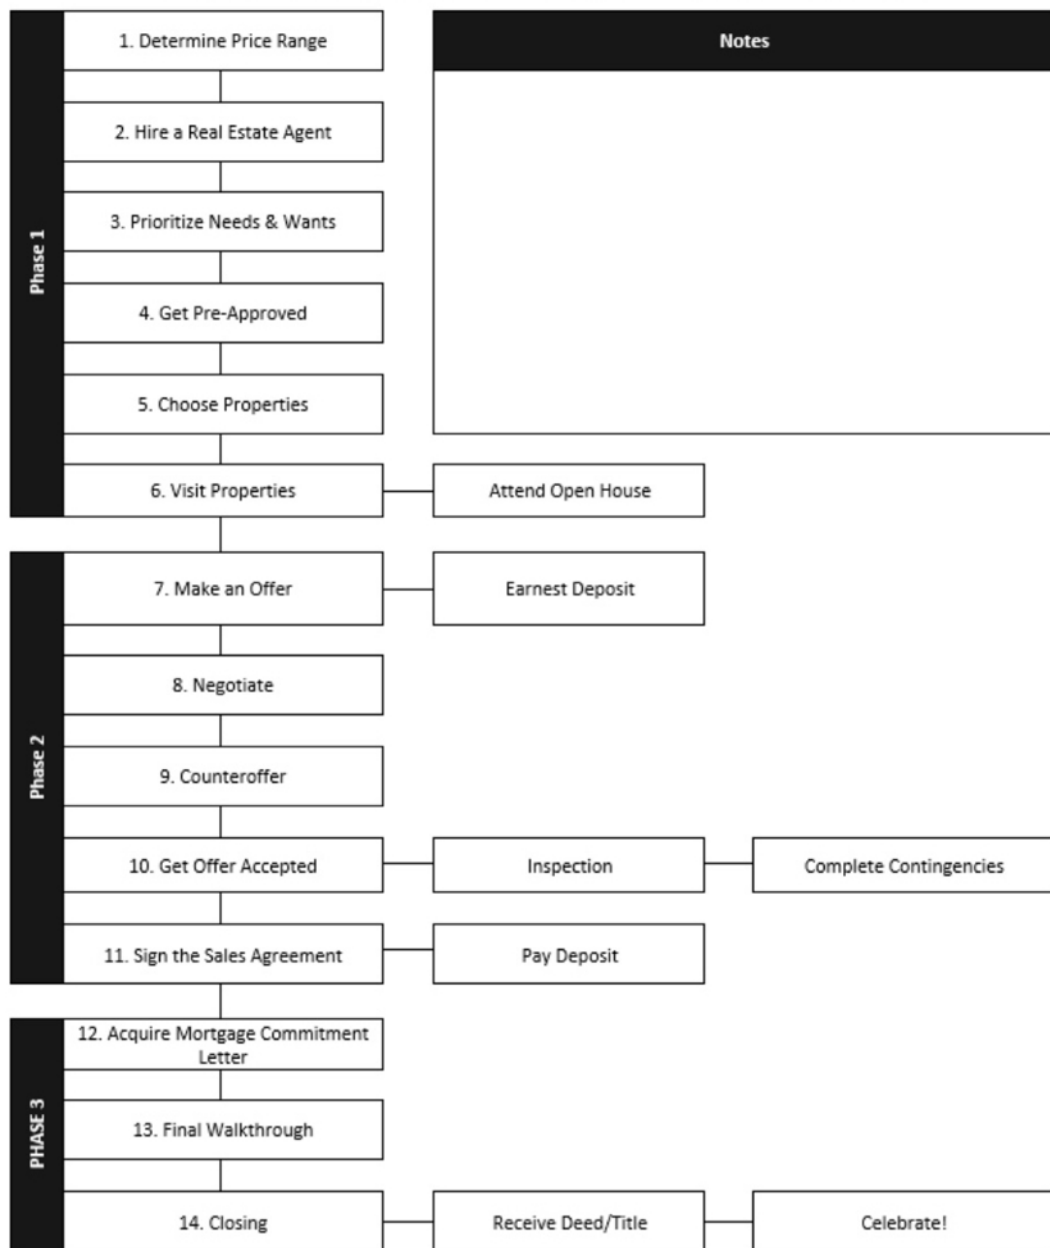 Phase 1
1. Determine Price Range
Notes
2. Hire a Real Estate Agent
3. Prioritize Needs & Wants
4. Get Pre-Approved
5. Choose Properties
6. Visit Properties
Attend Open House
Phase 2
7. Make an Offer
Earnest Deposit
8. Negotiate
9. Counteroffer
10. Get Offer Accepted
Inspection
Complete Contingencies
11. Sign the Sales Agreement
Pay Deposit
PHASE 3
12. Acquire Mortgage Commitment
Letter
13. Final Walkthrough
14. Closing
Receive Deed/Title
Celebrate!